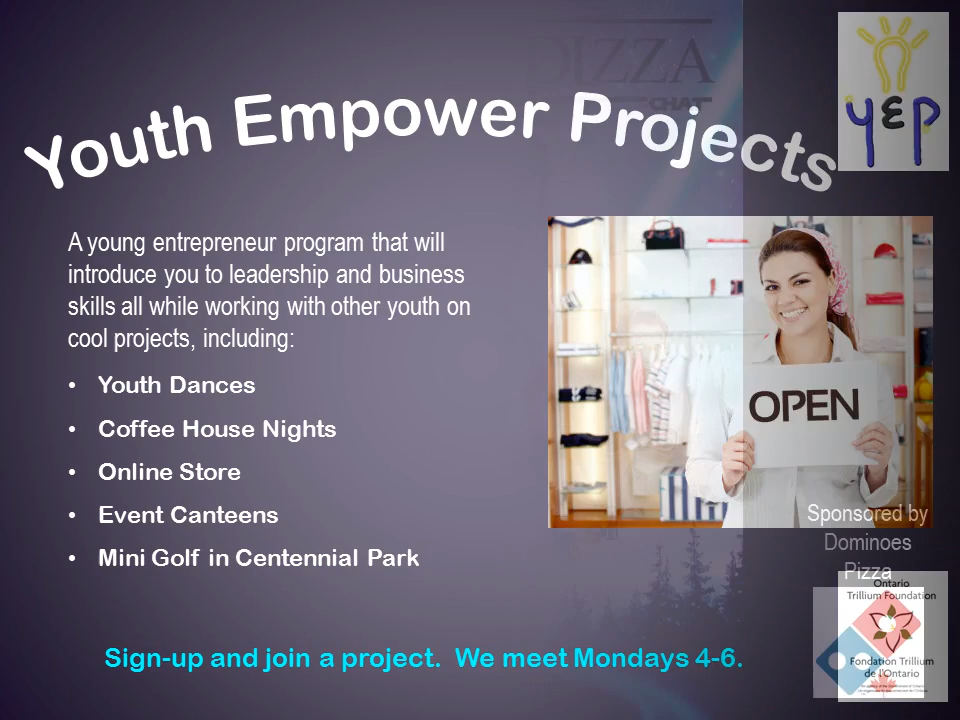 PIZZA
CHAT
Youth Empower Projects
YEP
A young entrepreneur program that will
introduce you to leadership and business
skills all while working with other youth on
cool projects, including:
• Youth Dances
• Coffee House Nights
• Online Store
• Event Canteens
• Mini Golf in Centennial Park
OPEN
Sponsored by
Dominoes
Pizza
Ontario
Trillium Foundation
Fondation Trillium
de l'Ontario
Sign-up and join a project. We meet Mondays 4-6.